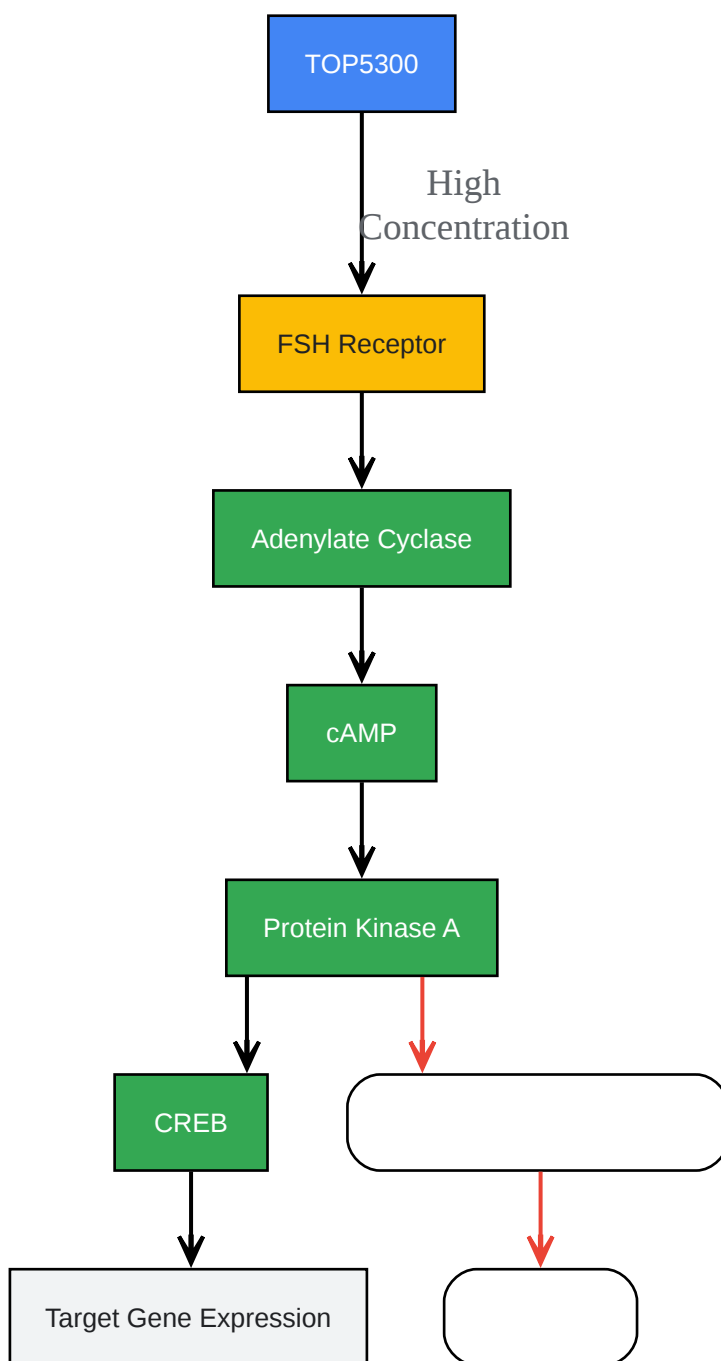 TOP5300
High
Concentration
FSH Receptor
Adenylate Cyclase
cAMP
Protein Kinase A
CREB
Target Gene Expression